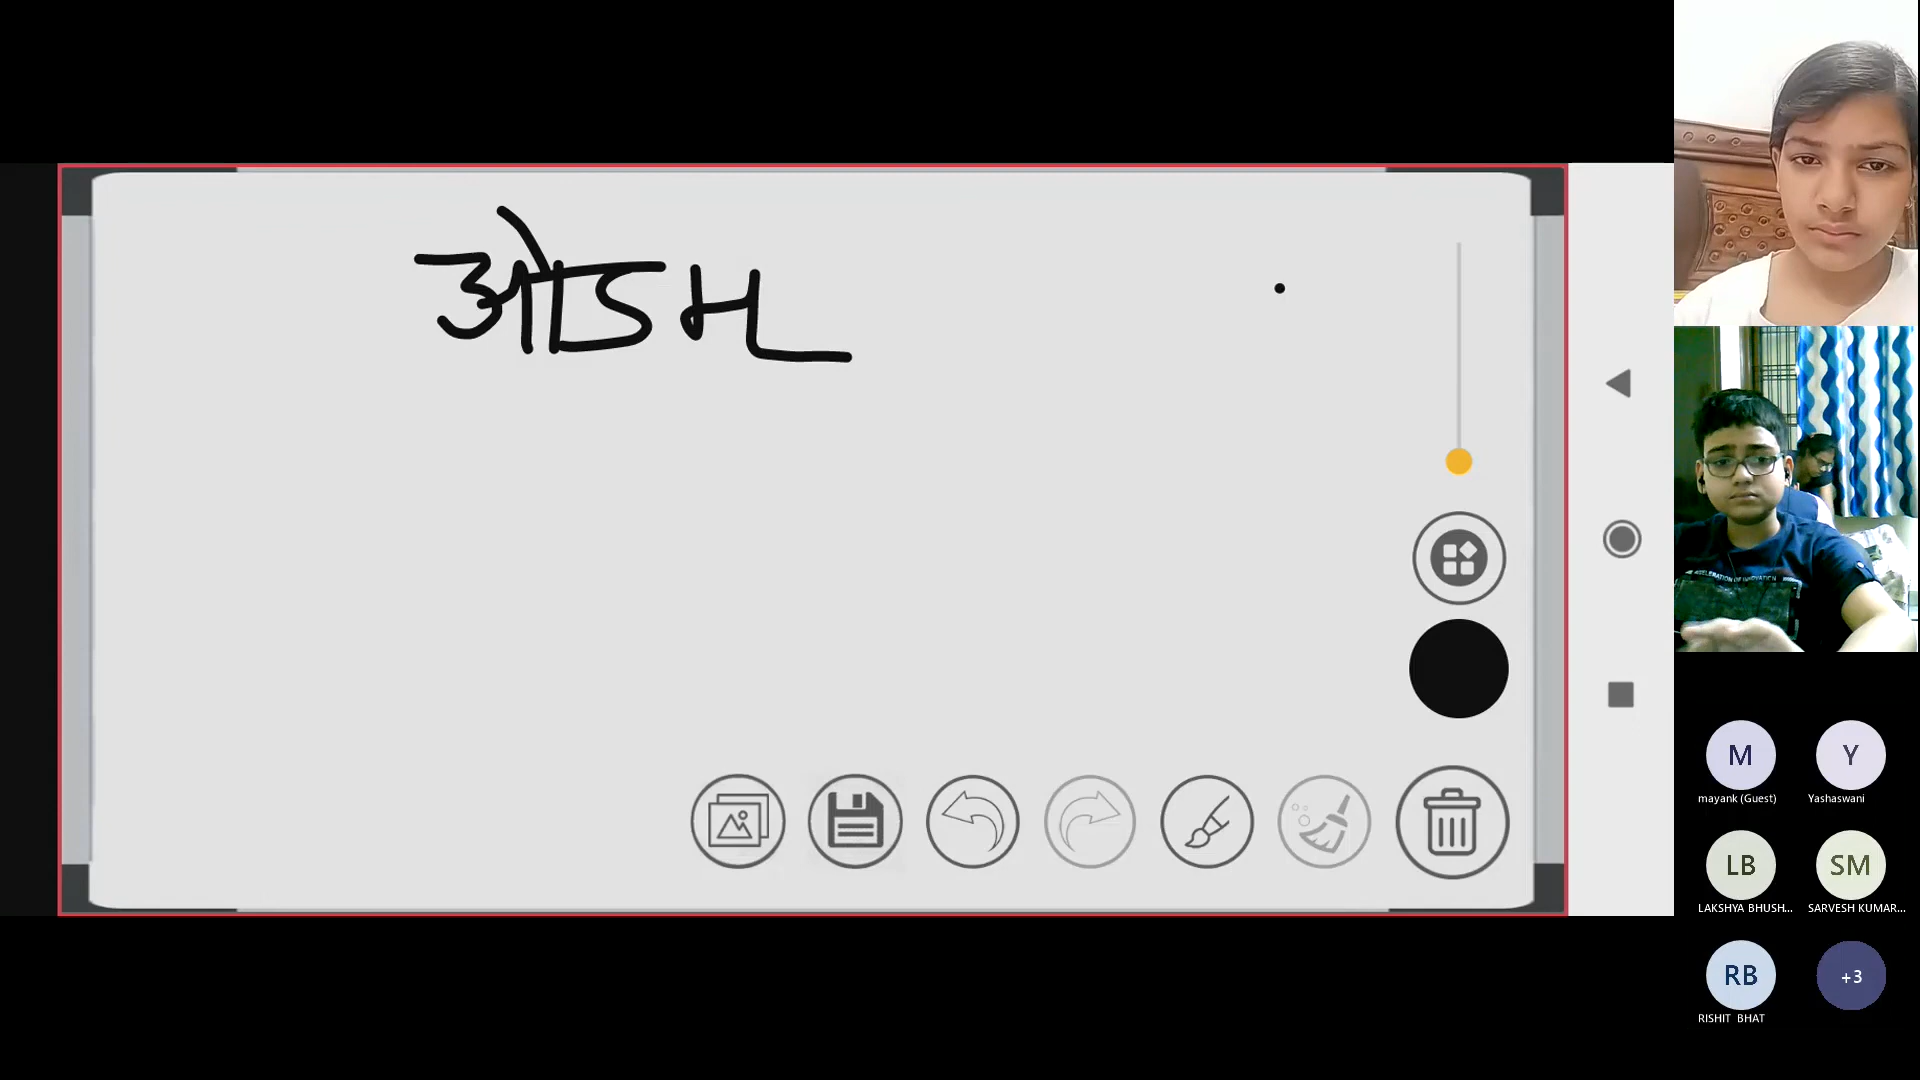 ओऽम्
mayank (Guest)
Yashaswani
LAKSHYA BHUSH...
SARVESH KUMAR...
RISHIT BHAT
M
Y
LB
SM
RB
+3